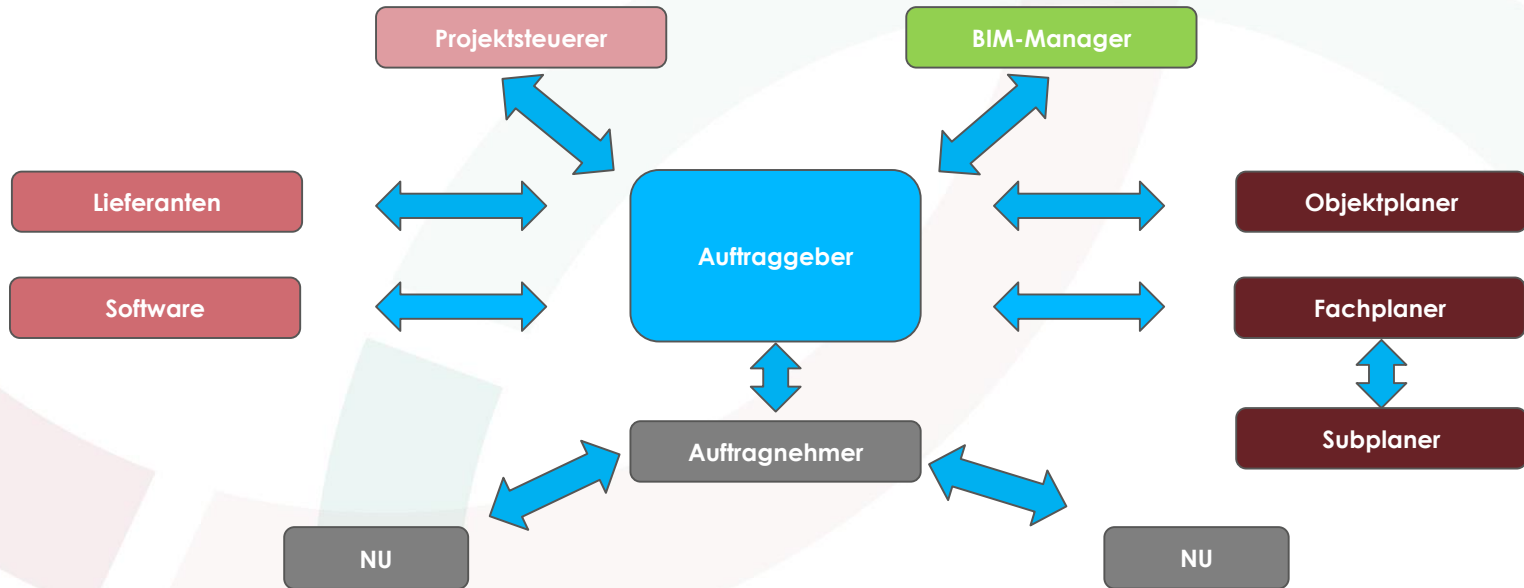 Projektsteuerer
BIM-Manager
Lieferanten
Objektplaner
Auftraggeber
Software
Fachplaner
Auftragnehmer
Subplaner
NU
NU